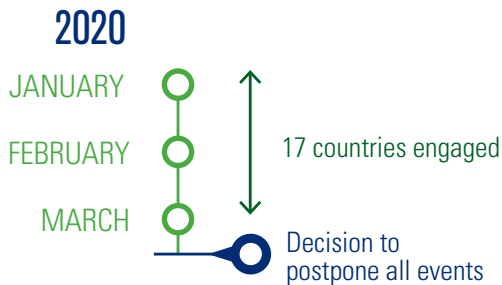 2020
JANUARY
FEBRUARY
17 countries engaged
MARCH
Decision to
postpone all events